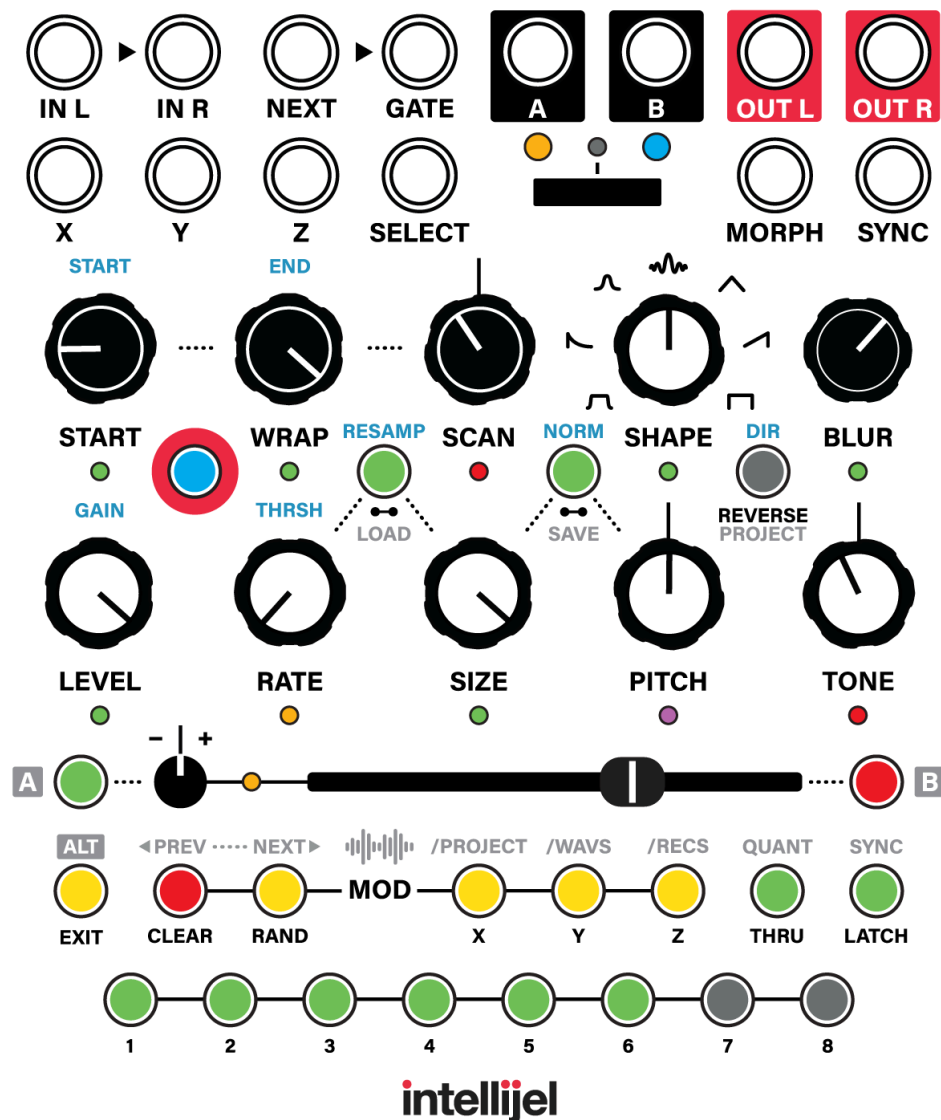 IN L IN R NEXT GATE A B OUT L OUT R
X Y Z SELECT MORPH SYNC
START END
START WRAP RESAMP SCAN NORM SHAPE DIR BLUR
GAIN THRSH LOAD SAVE REVERSE
PROJECT
LEVEL RATE SIZE PITCH TONE
- +
A B
ALT PREV NEXT /PROJECT /WAVS /RECS QUANT SYNC
MOD
EXIT CLEAR RAND X Y Z THRU LATCH
1 2 3 4 5 6 7 8
intellijel